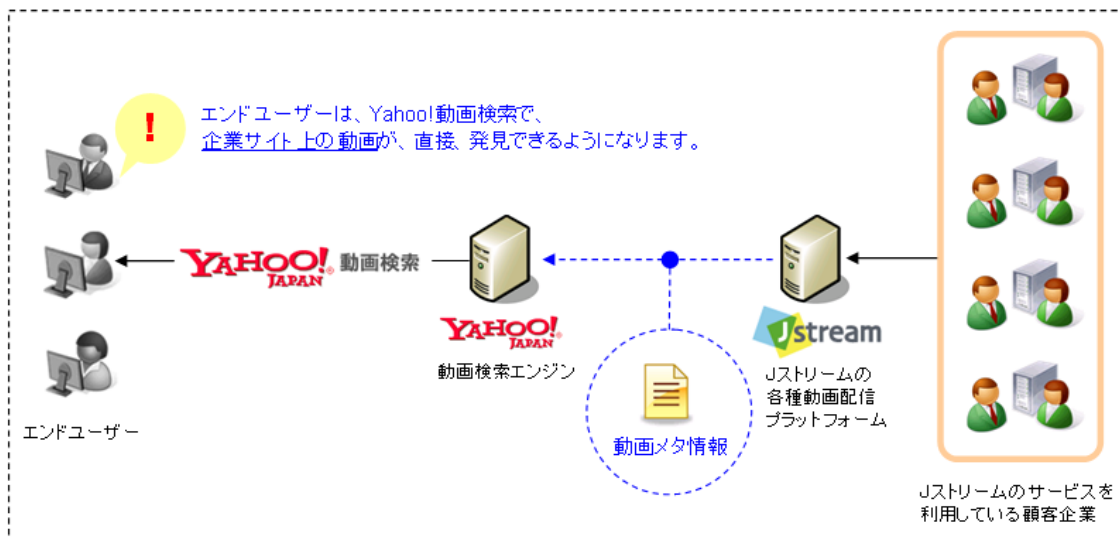 !
エンドユーザーは、Yahoo!動画検索で、
企業サイト上の動画が、直接、発見できるようになります。
YAHOO! JAPAN 動画検索
YAHOO! JAPAN
動画検索エンジン
Jstream
Jストリームの
各種動画配信
プラットフォーム
動画メタ情報
エンドユーザー
Jストリームのサービスを
利用している顧客企業